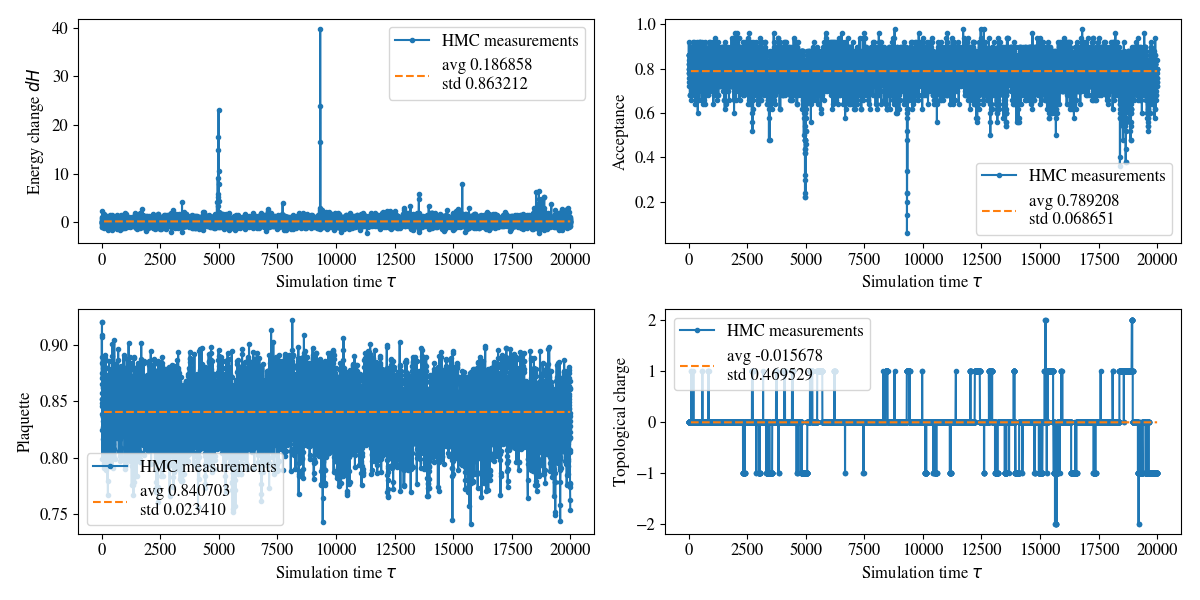 40
30
20
10
0
Energy change dH
HMC measurements
avg 0.186858
std 0.863212
0 2500 5000 7500 10000 12500 15000 17500 20000
Simulation time τ
1.0
0.8
0.6
0.4
0.2
Acceptance
HMC measurements
avg 0.789208
std 0.068651
0 2500 5000 7500 10000 12500 15000 17500 20000
Simulation time τ
0.90
0.85
0.80
0.75
Plaquette
HMC measurements
avg 0.840703
std 0.023410
0 2500 5000 7500 10000 12500 15000 17500 20000
Simulation time τ
2
1
0
−1
−2
Topological charge
HMC measurements
avg -0.015678
std 0.469529
0 2500 5000 7500 10000 12500 15000 17500 20000
Simulation time τ